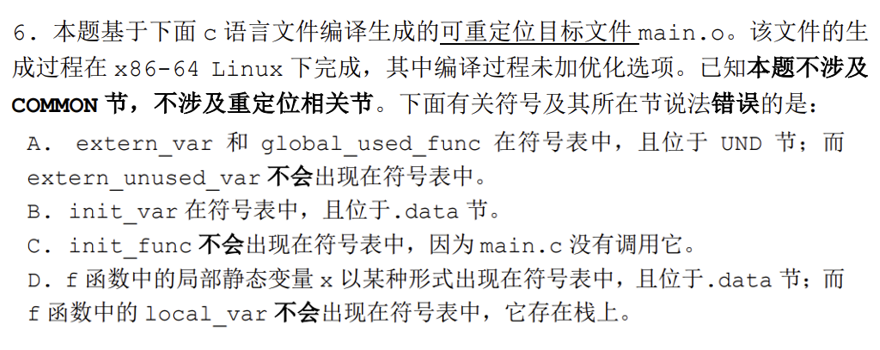 6. 本题基于下面 c 语言文件编译生成的可重定位目标文件 main.o。该文件的生
成过程在 x86-64 Linux 下完成，其中编译过程未加优化选项。已知本题不涉及
COMMON 节，不涉及重定位相关节。下面有关符号及其所在节说法错误的是：
A. extern_var 和 global_used_func 在符号表中，且位于 UND 节；而
extern_unused_var 不会出现在符号表中。
B. init_var 在符号表中，且位于.data 节。
C. init_func 不会出现在符号表中，因为 main.c 没有调用它。
D. f 函数中的局部静态变量 x 以某种形式出现在符号表中，且位于.data 节；而
f 函数中的 local_var 不会出现在符号表中，它存在栈上。